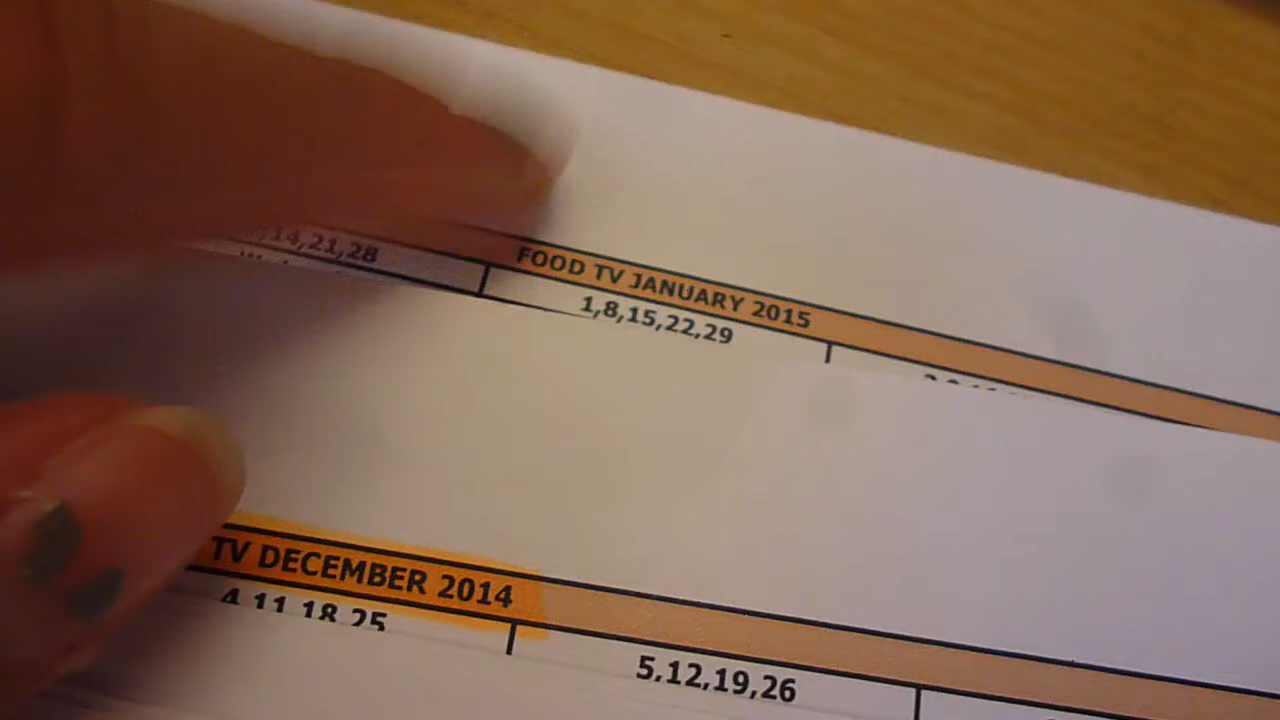 14,21,28
FOOD TV JANUARY 2015
1,8,15,22,29
TV DECEMBER 2014
4,11,18,25
5,12,19,26